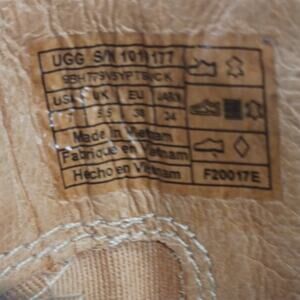 UGG S/N 1011177
USA UK EU JAPAN
7 5.5 38 24
Made in Vietnam
Fabriqué en Vietnam
Hecho en Vietnam
F20017E